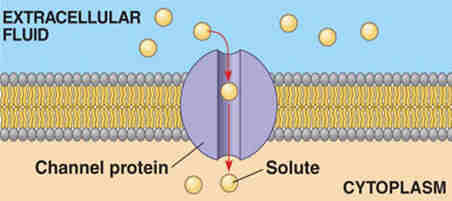 EXTRACELLULAR
FLUID
Channel protein
Solute
CYTOPLASM